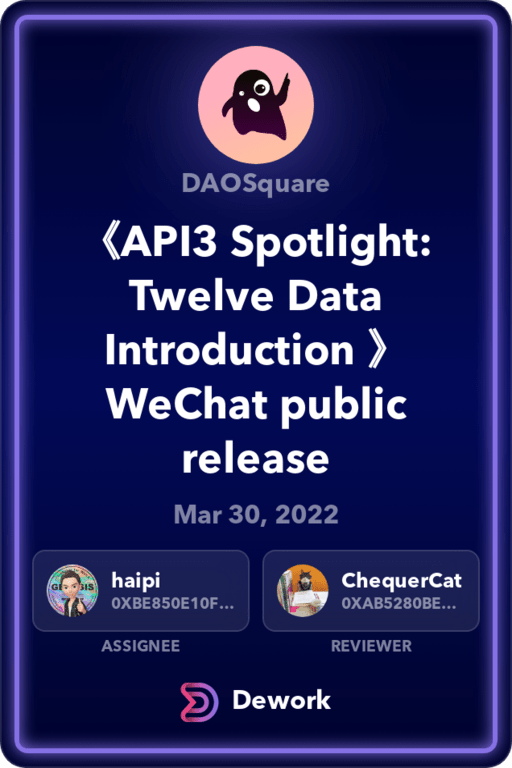 DAOSquare
《API3 Spotlight:
Twelve Data
Introduction 》
WeChat public
release
Mar 30, 2022
haipi
0XBE850E10F...
ChequerCat
0XAB5280BE...
ASSIGNEE
REVIEWER
Dework